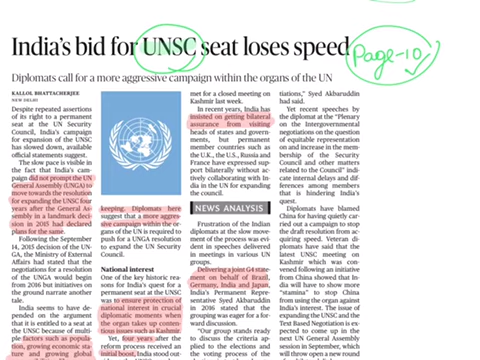 India's bid for UNSC seat loses speed
Page-10
Diplomats call for a more aggressive campaign within the organs of the UN
KALLOL BHATTACHERJEE
NEW DELHI
Despite repeated assertions
of its right to a permanent
seat at the UN Security
Council, India's campaign
for expansion of the UNSC
has slowed down, available
official statements suggest.
The slow pace is visible in
the fact that India's cam-
paign did not prompt the UN
General Assembly (UNGA) to
move towards the resolution
for expanding the UNSC four
years after the General As-
sembly in a landmark deci-
sion in 2015 had declared
plans for the same.
Following the September
14, 2015 decision of the UN-
GA, the Ministry of External
Affairs had stated that the
negotiations for a resolution
of the UNGA would begin
from 2016 but initiatives on
the ground narrate another
tale.
India seems to have de-
pended on the argument
that it is entitled to a seat at
the UNSC because of multi-
ple factors such as popula-
tion, growing economic sta-
ture and growing global
keeping. Diplomats here
suggest that a more aggres-
sive campaign within the or-
gans of the UN is required to
push for a UNGA resolution
to expand the UN Security
Council.
National interest
One of the key historic rea-
sons for India's quest for a
permanent seat at the UNSC
was to ensure protection of
national interest in crucial
diplomatic moments when
the organ takes up conten-
tious issues such as Kashmir.
Yet, four years after the
reform process received an
initial boost, India stood out-
met for a closed meeting on
Kashmir last week.
In recent years, India has
insisted on getting bilateral
assurance from visiting
heads of states and govern-
ments, but permanent
member countries such as
the U.K., the U.S., Russia and
France have expressed sup-
port bilaterally without act-
ively collaborating with In-
dia in the UN for expanding
the council.
NEWS ANALYSIS
Frustration of the Indian
diplomats at the slow move-
ment of the process was evi-
dent in speeches delivered
in meetings in various UN
groups.
Delivering a joint G4 state-
ment on behalf of Brazil,
Germany, India and Japan,
India's Permanent Repre-
sentative Syed Akbaruddin
in 2016 stated that the
grouping was eager for a for-
ward discussion.
"Our group stands ready
to discuss the criteria ap-
plied to the elections and
the voting process of the
tiations," Syed Akbaruddin
had said.
Yet recent speeches by
the diplomat at the "Plenary
on the Intergovernmental
negotiations on the question
of equitable representation
on and increase in the mem-
bership of the Security
Council and other matters
related to the Council" indi-
cate internal delays and dif-
ferences among members
that is hindering India's
quest.
Diplomats have blamed
China for having quietly car-
ried out a campaign to stop
the draft resolution from ac-
quiring speed. Veteran di-
plomats have said that the
latest UNSC meeting on
Kashmir which was con-
vened following an initiative
from China showed that In-
dia will have to show more
"stamina" to stop China
from using the organ against
India's interest. The issue of
expanding the UNSC and the
Text Based Negotiation is ex-
pected to come up in the
next UN General Assembly
session in September, which
will throw open a new tread